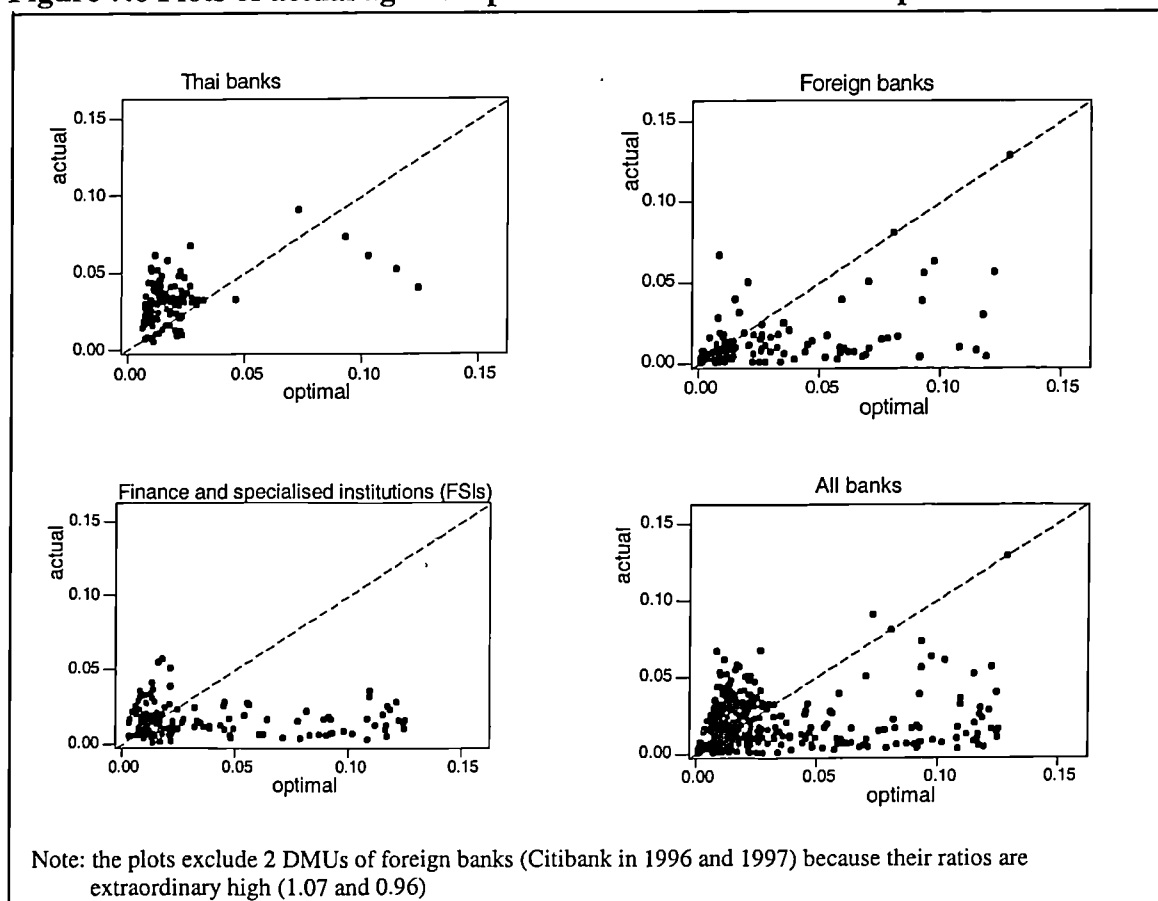 Thai banks
0.15
0.10
0.05
0.00
actual
0.00 0.05 0.10 0.15
optimal
Foreign banks
0.15
0.10
0.05
0.00
actual
0.00 0.05 0.10 0.15
optimal
Finance and specialised institutions (FSIs)
0.15
0.10
0.05
0.00
actual
0.00 0.05 0.10 0.15
optimal
All banks
0.15
0.10
0.05
0.00
actual
0.00 0.05 0.10 0.15
optimal
Note: the plots exclude 2 DMUs of foreign banks (Citibank in 1996 and 1997) because their ratios are
extraordinary high (1.07 and 0.96)